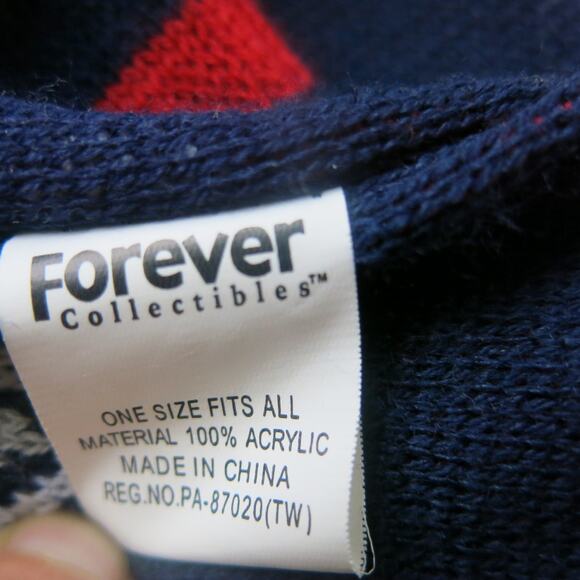 Forever
Collectibles™
ONE SIZE FITS ALL
MATERIAL 100% ACRYLIC
MADE IN CHINA
REG.NO.PA-87020(TW)